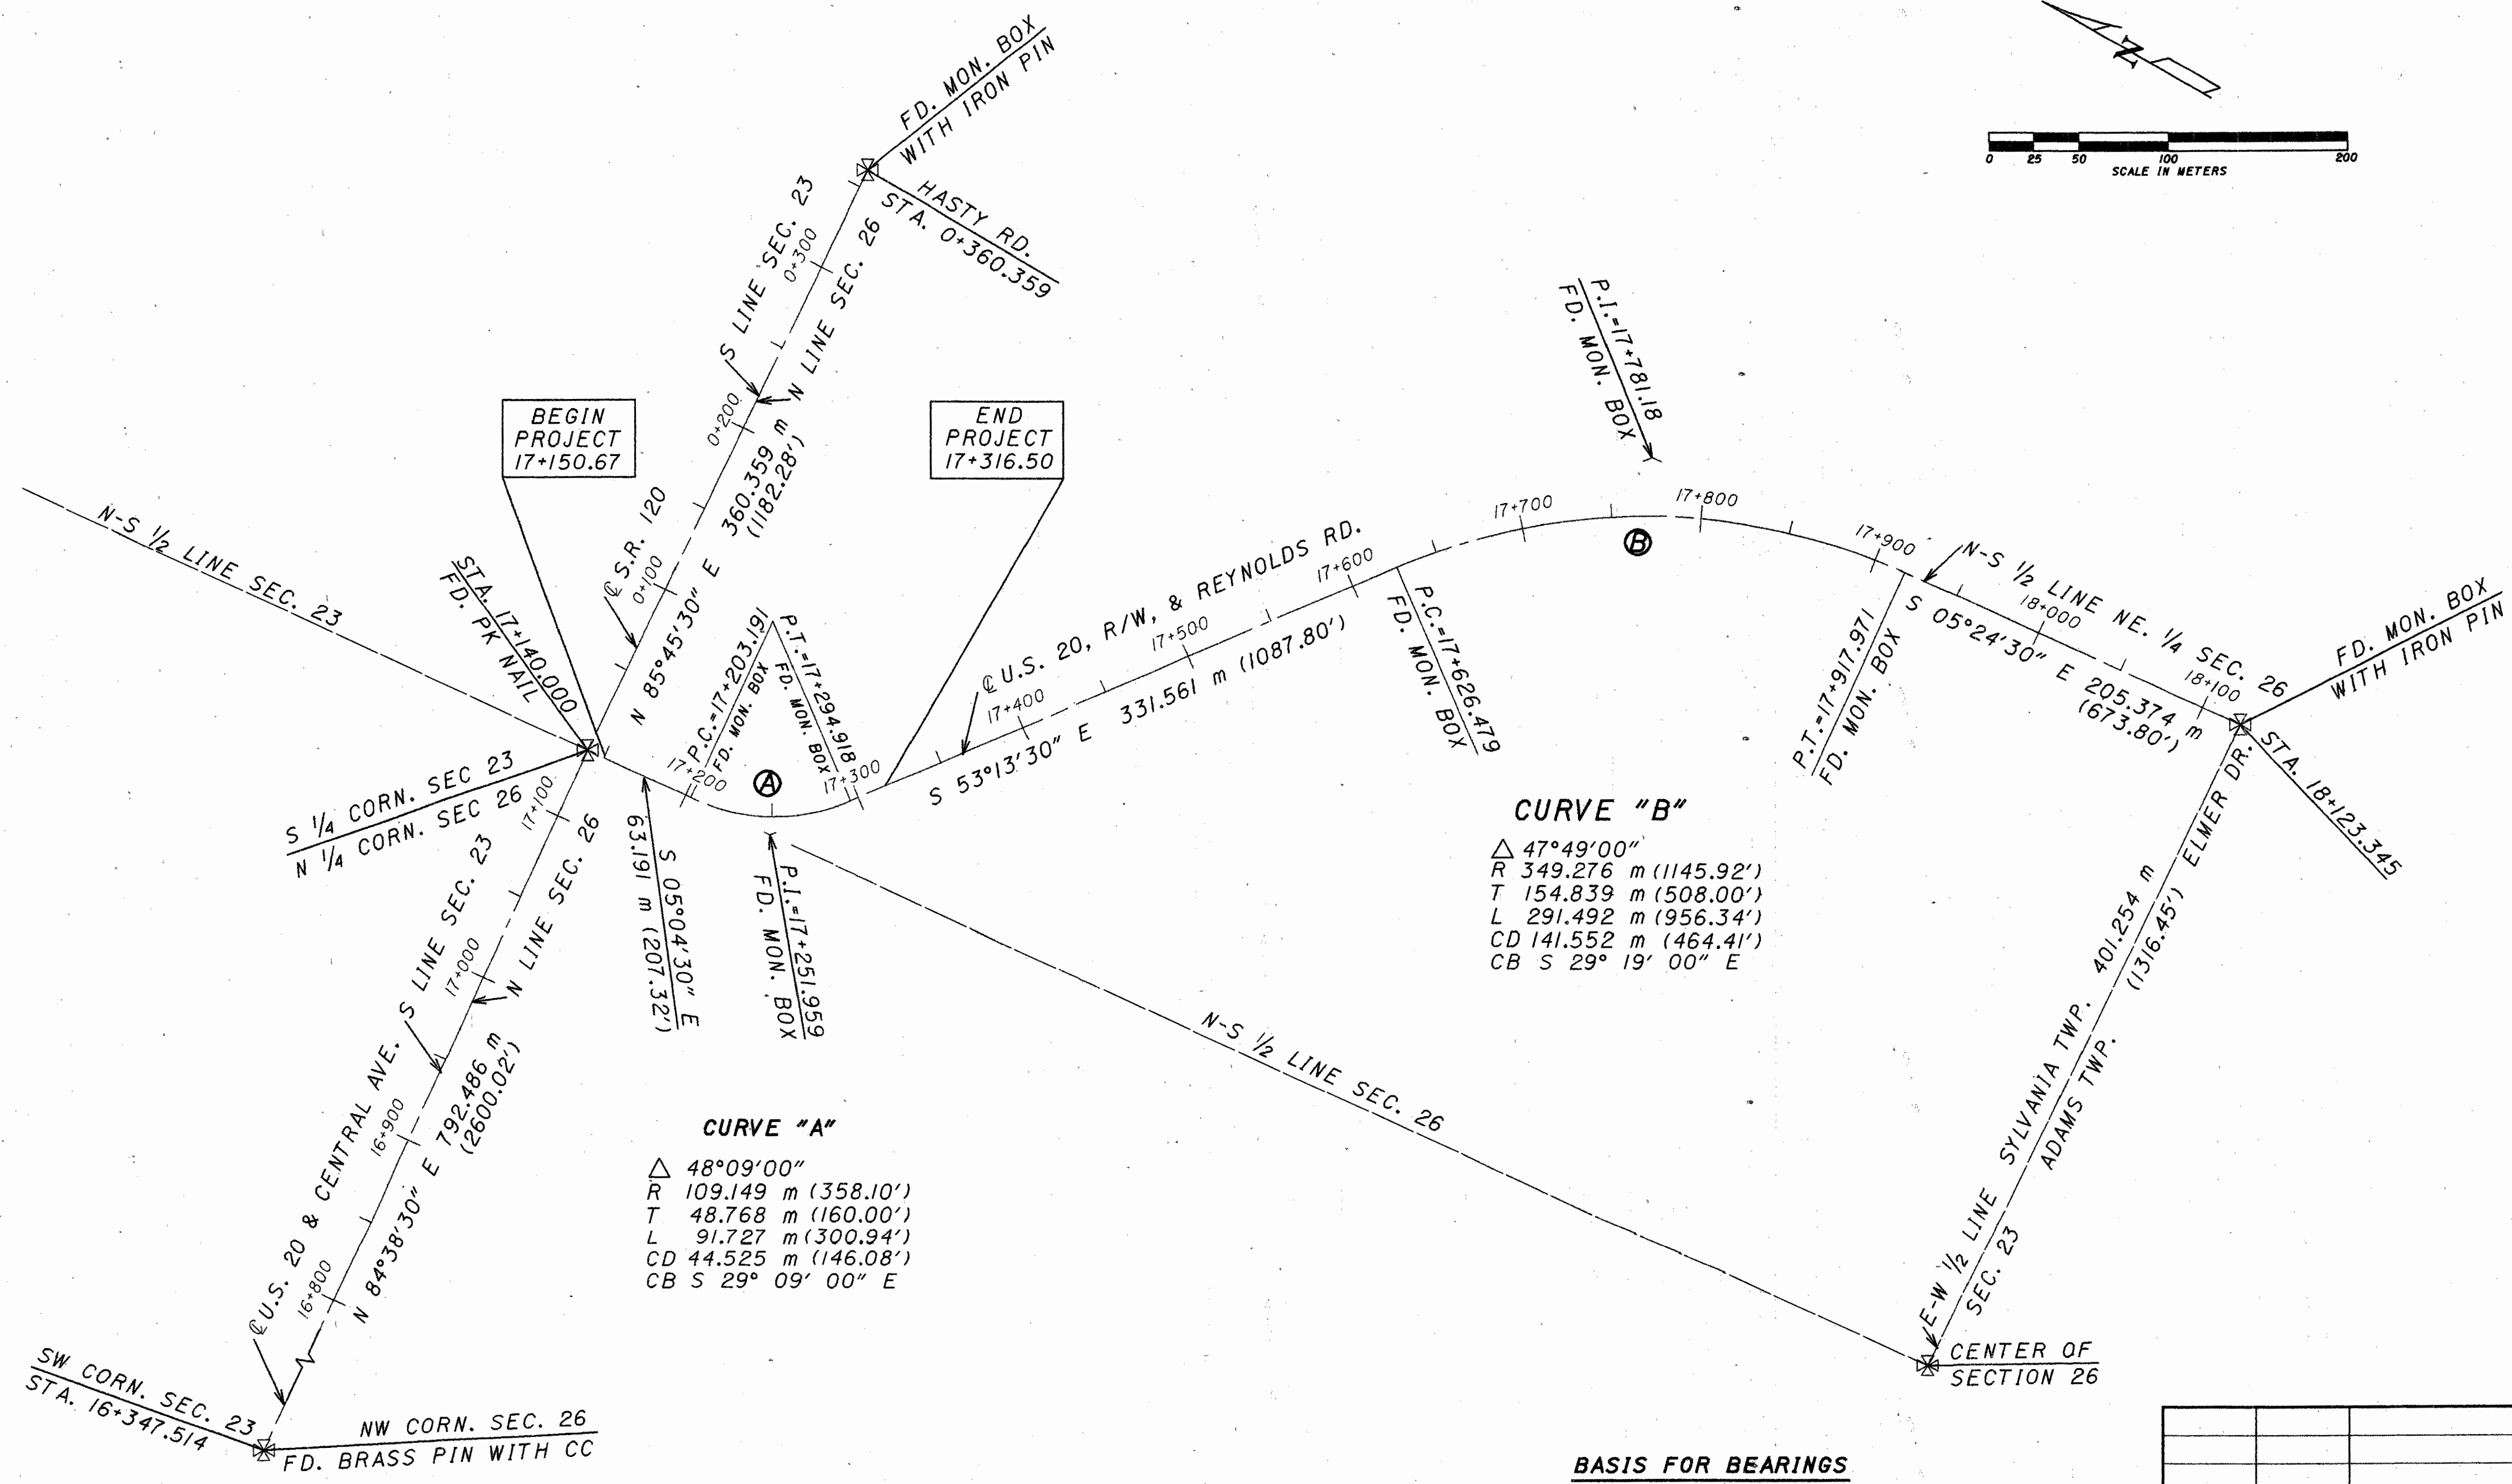 FD. MON. BOX
WITH IRON PIN
N
0 25 50 100 200
SCALE IN METERS
HASTY RD.
STA. 0+360.359
S LINE SEC. 23
0+300
N LINE SEC. 26
P.I.=17+781.18
FD. MON. BOX
BEGIN
PROJECT
17+150.67
END
PROJECT
17+316.50
0+200
360.359 m
(1182.28')
N 85°45'30" E
℄ S.R. 120
0+100
N-S 1/2 LINE SEC. 23
STA. 17+140.000
FD. PK NAIL
P.C.=17+203.191
FD. MON. BOX
P.T.=17+294.918
FD. MON. BOX
17+200
A
17+300
℄ U.S. 20, R/W, & REYNOLDS RD.
17+400
17+500
17+600
S 53°13'30" E 331.561 m (1087.80')
P.C.=17+626.479
FD. MON. BOX
17+700
B
17+800
17+900
N-S 1/2 LINE NE. 1/4 SEC. 26
18+000
18+100
S 05°24'30" E 205.374 m
(673.80')
P.T.=17+917.971
FD. MON. BOX
FD. MON. BOX
WITH IRON PIN
STA. 18+123.345
S 1/4 CORN. SEC 23
N 1/4 CORN. SEC 26
17+100
S LINE SEC. 23
N LINE SEC. 26
17+000
S 05°04'30" E
63.191 m (207.32')
P.I.=17+251.959
FD. MON. BOX
CURVE "B"
△ 47°49'00"
R 349.276 m (1145.92')
T 154.839 m (508.00')
L 291.492 m (956.34')
CD 141.552 m (464.41')
CB S 29° 19' 00" E
ELMER DR.
401.254 m
(1316.45')
SYLVANIA TWP.
ADAMS TWP.
E-W 1/2 LINE
SEC. 23
N-S 1/2 LINE SEC. 26
℄ U.S. 20 & CENTRAL AVE.
16+900
16+800
N 84°38'30" E 792.486 m
(2600.02')
CURVE "A"
△ 48°09'00"
R 109.149 m (358.10')
T 48.768 m (160.00')
L 91.727 m (300.94')
CD 44.525 m (146.08')
CB S 29° 09' 00" E
SW CORN. SEC. 23
STA. 16+347.514
NW CORN. SEC. 26
FD. BRASS PIN WITH CC
CENTER OF
SECTION 26
BASIS FOR BEARINGS